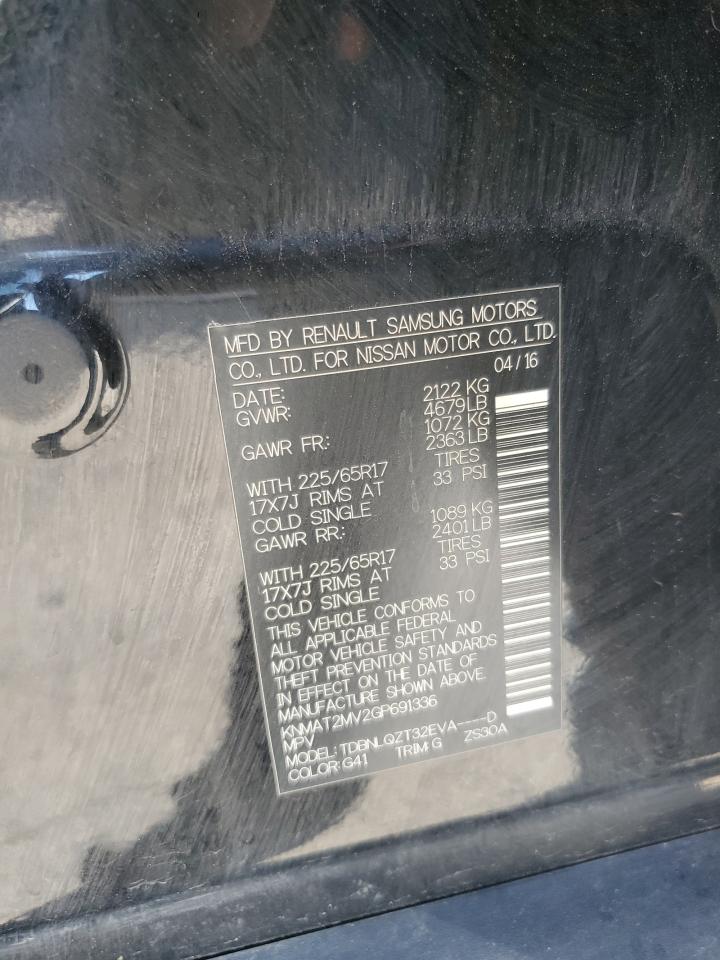 MFD BY RENAULT SAMSUNG MOTORS
CO., LTD. FOR NISSAN MOTOR CO., LTD.
DATE: 04/16
GVWR: 2122 KG
4679 LB
GAWR FR: 1072 KG
2363 LB
WITH 225/65R17 TIRES
17X7J RIMS AT 33 PSI
COLD SINGLE
GAWR RR: 1089 KG
2401 LB
WITH 225/65R17 TIRES
17X7J RIMS AT 33 PSI
COLD SINGLE
THIS VEHICLE CONFORMS TO
ALL APPLICABLE FEDERAL
MOTOR VEHICLE SAFETY AND
THEFT PREVENTION STANDARDS
IN EFFECT ON THE DATE OF
MANUFACTURE SHOWN ABOVE.
KNMAT2MV2GP691336
MPV
MODEL: TDBNLQZT32EVA----D
COLOR: G41 TRIM: G ZS30A